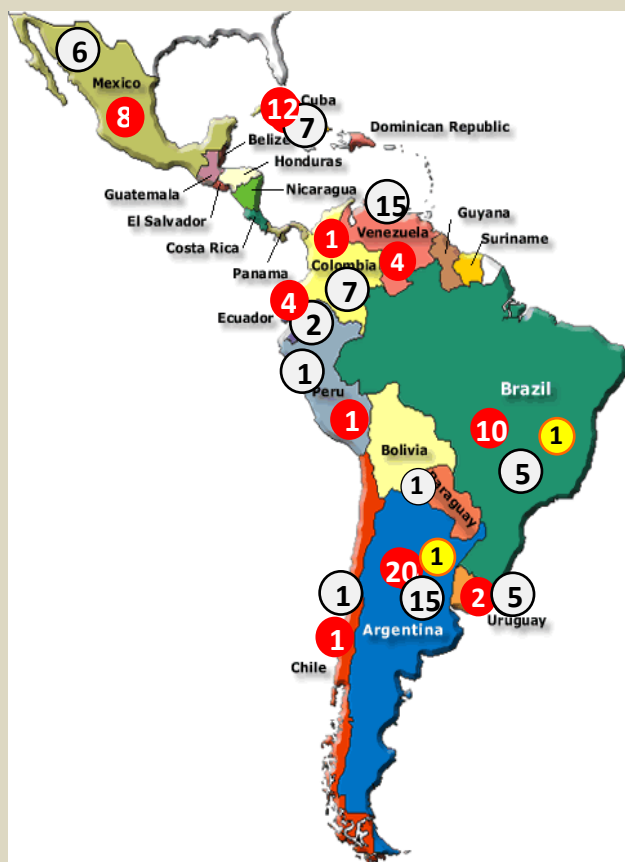 6
Mexico
8
12
Cuba
7
Belize
Dominican Republic
Honduras
Guatemala
Nicaragua
El Salvador
Costa Rica
15
Guyana
Venezuela
Suriname
1
Panama
Colombia
4
7
4
Ecuador
2
1
Peru
1
Brazil
10
1
Bolivia
5
1
Paraguay
1
20
1
15
2
5
Uruguay
Argentina
1
Chile